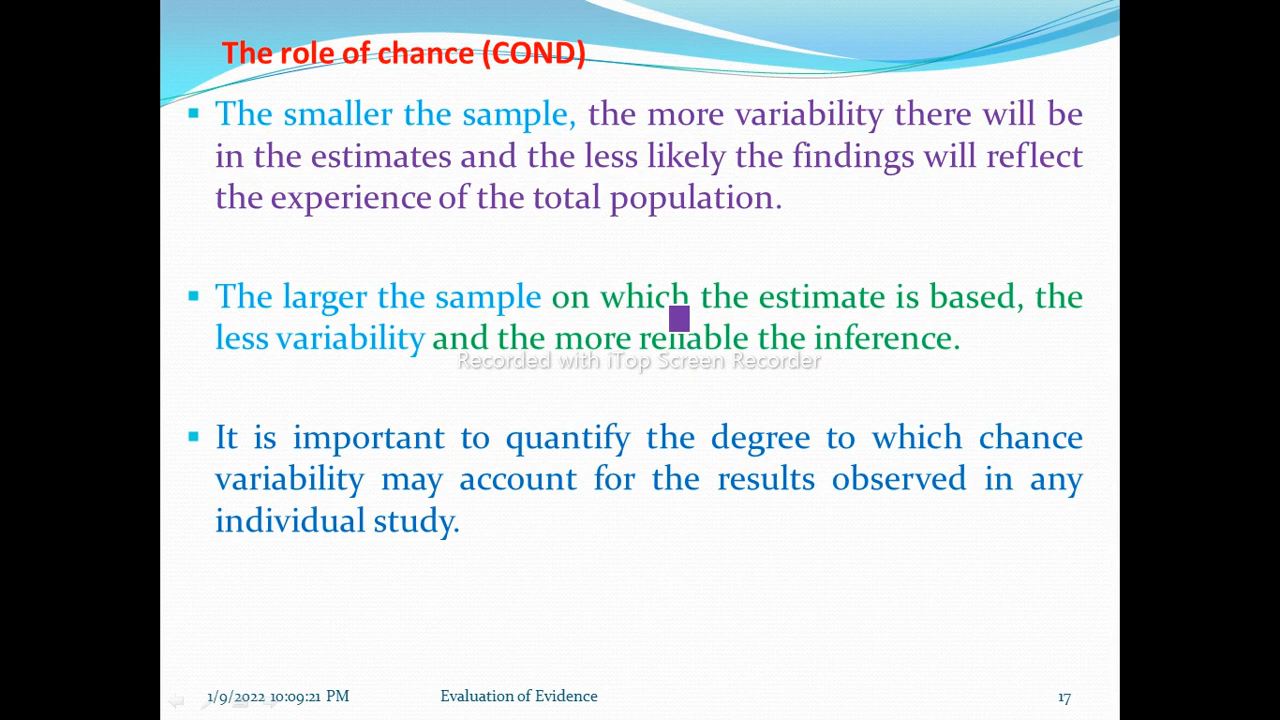 The role of chance (COND)
The smaller the sample, the more variability there will be
in the estimates and the less likely the findings will reflect
the experience of the total population.
The larger the sample on which the estimate is based, the
less variability and the more reliable the inference.
Recorded with iTop Screen Recorder
It is important to quantify the degree to which chance
variability may account for the results observed in any
individual study.
1/9/2022 10:09:21 PM
Evaluation of Evidence
17